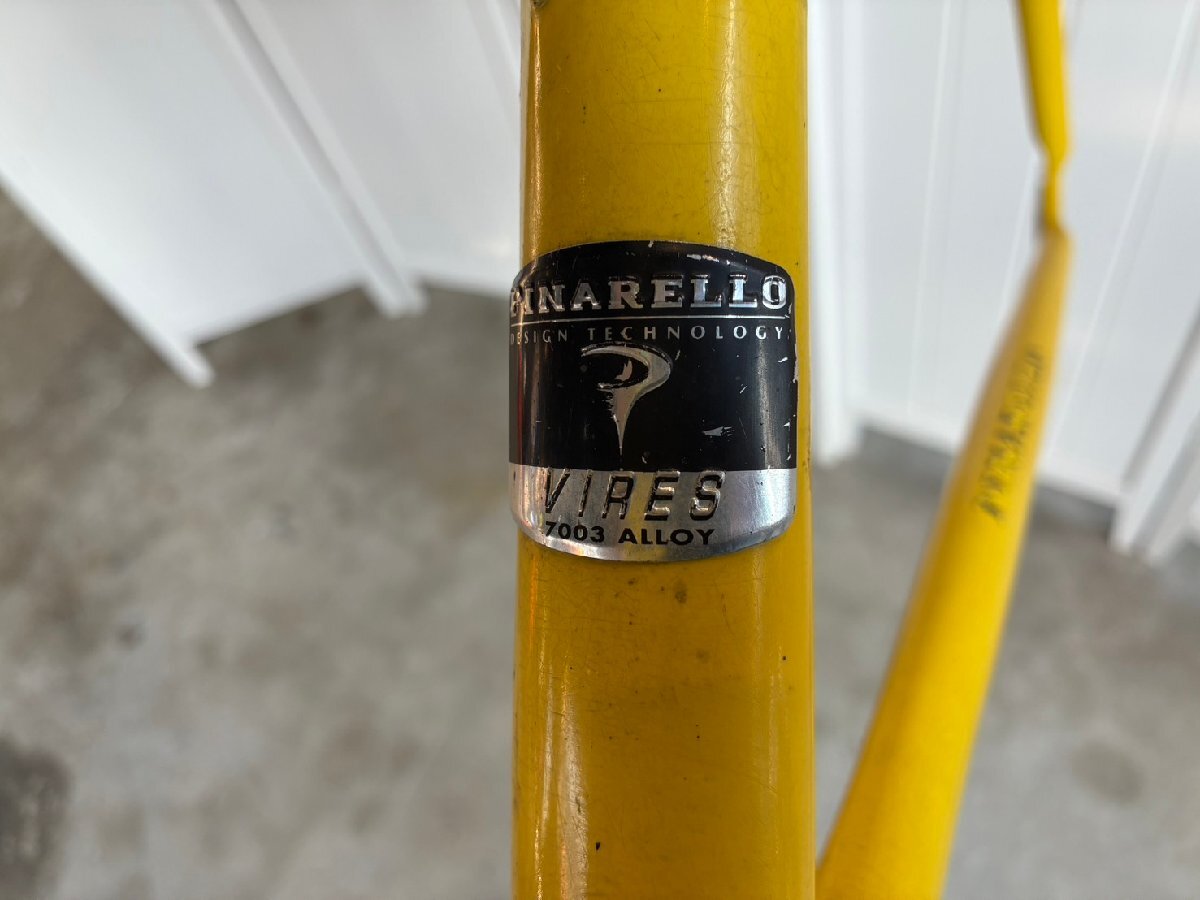 PINARELLO
DESIGN TECHNOLOGY
VIRES
7003 ALLOY